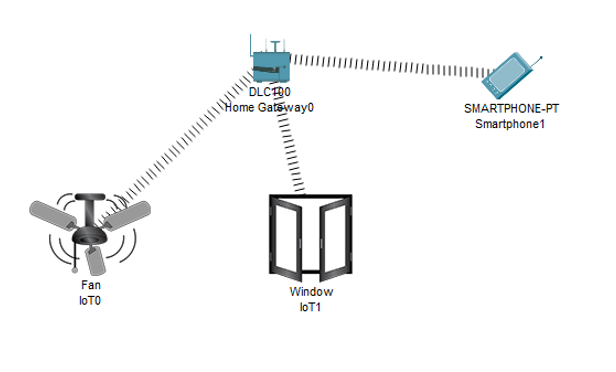 DLC100
Home Gateway0
SMARTPHONE-PT
Smartphone1
Fan
IoT0
Window
IoT1